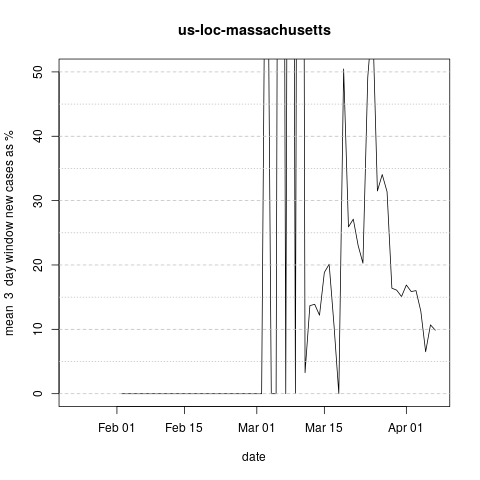 us-loc-massachusetts
mean 3 day window new cases as %
50
40
30
20
10
0
Feb 01 Feb 15 Mar 01 Mar 15 Apr 01
date